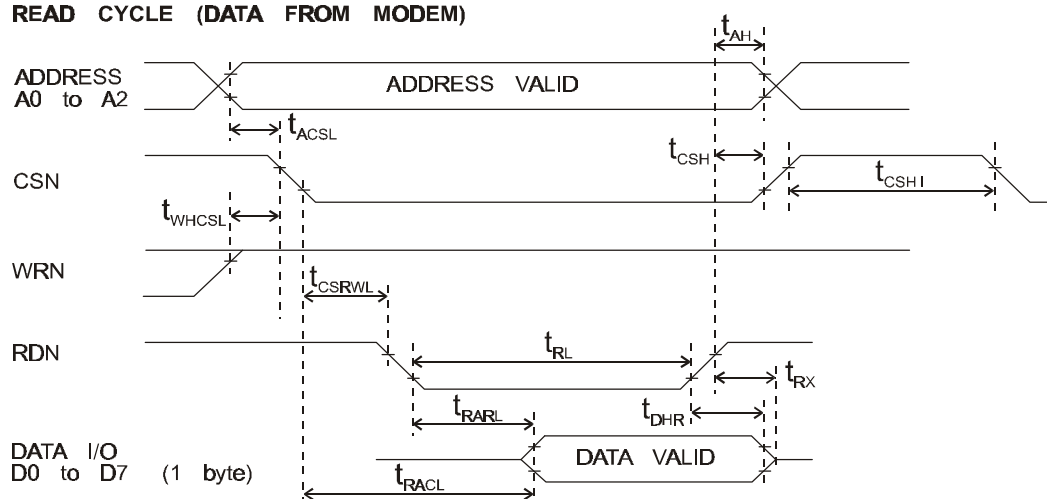 READ CYCLE (DATA FROM MODEM)
tAH
ADDRESS
A0 to A2
ADDRESS VALID
tACSL
tCSH
CSN
tCSHI
tWHCSL
WRN
tCSRWL
RDN
tRL
tRX
tRARL
tDHR
DATA I/O
D0 to D7 (1 byte)
DATA VALID
tRACL